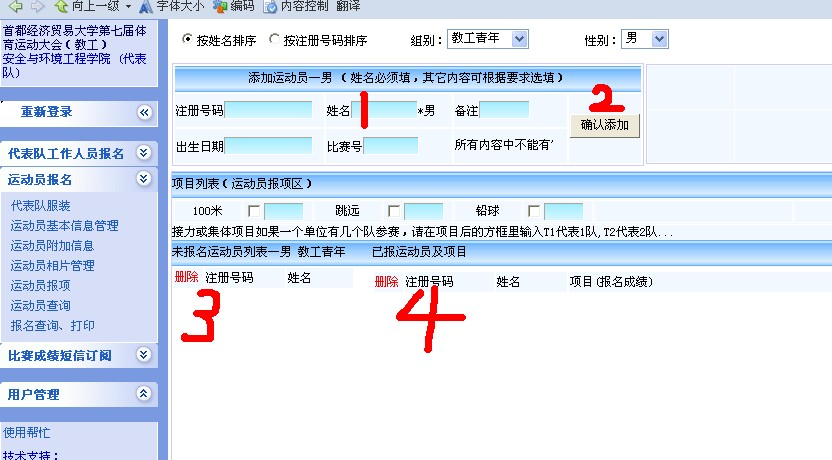 向上一级 字体大小 编码 内容控制 翻译
首都经济贸易大学第七届体
育运动大会(教工)
安全与环境工程学院 (代表
队)
重新登录
代表队工作人员报名
运动员报名
代表队服装
运动员基本信息管理
运动员附加信息
运动员相片管理
运动员报项
运动员查询
报名查询、打印
比赛成绩短信订阅
用户管理
使用帮忙
技术支持:
按姓名排序 按注册号码排序 组别: 教工青年 性别: 男
添加运动员—男 (姓名必须填,其它内容可根据要求选填)
注册号码 姓名 1 *男 备注 2
确认添加
出生日期 比赛号 所有内容中不能有'
项目列表(运动员报项区)
100米 跳远 铅球
接力或集体项目如果一个单位有几个队参赛,请在项目后的方框里输入T1代表1队,T2代表2队...
未报名运动员列表—男 教工青年 已报运动员及项目
删除 注册号码 姓名 删除 注册号码 姓名 项目(报名成绩)
3 4